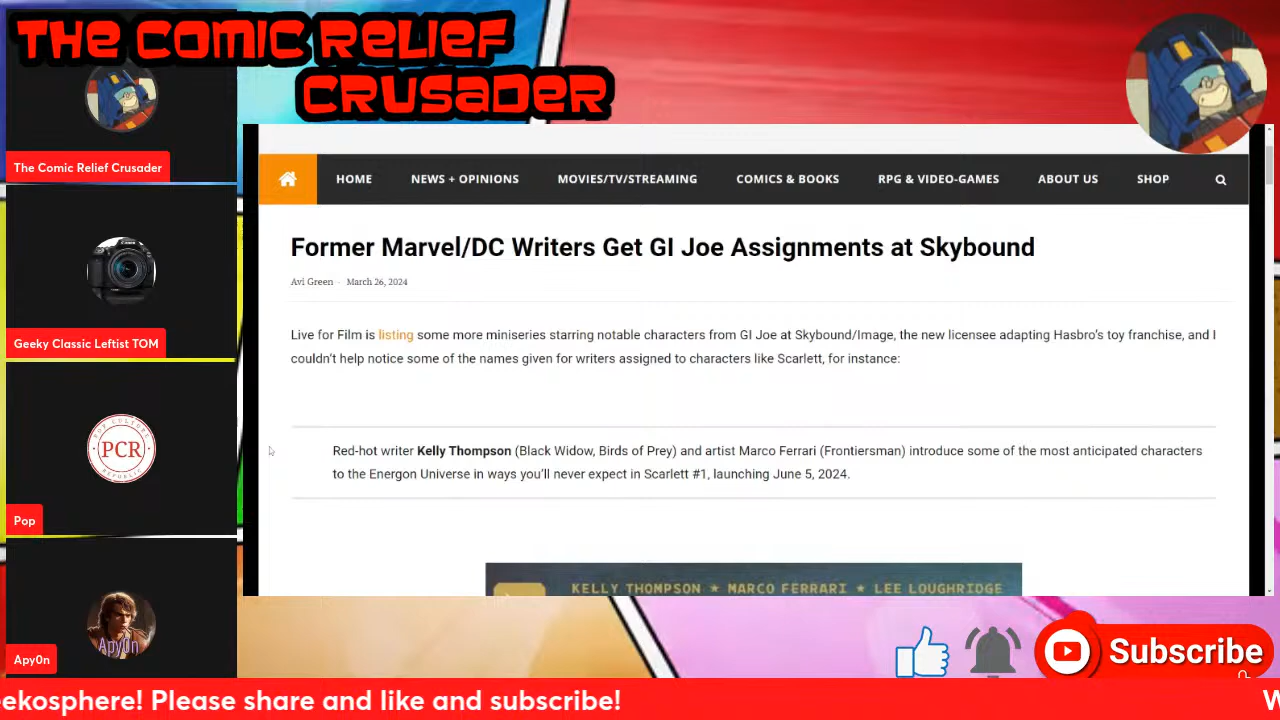 THE COMIC RELIEF
CRUSADER
The Comic Relief Crusader
Geeky Classic Leftist TOM
POP CULTURE
PCR
REPUBLIC
Pop
Apy0n
Apy0n
HOME
NEWS + OPINIONS
MOVIES/TV/STREAMING
COMICS & BOOKS
RPG & VIDEO-GAMES
ABOUT US
SHOP
Former Marvel/DC Writers Get GI Joe Assignments at Skybound
Avi Green - March 26, 2024
Live for Film is listing some more miniseries starring notable characters from GI Joe at Skybound/Image, the new licensee adapting Hasbro's toy franchise, and I
couldn't help notice some of the names given for writers assigned to characters like Scarlett, for instance:
Red-hot writer Kelly Thompson (Black Widow, Birds of Prey) and artist Marco Ferrari (Frontiersman) introduce some of the most anticipated characters
to the Energon Universe in ways you'll never expect in Scarlett #1, launching June 5, 2024.
KELLY THOMPSON ★ MARCO FERRARI ★ LEE LOUGHRIDGE
Subscribe
eekosphere! Please share and like and subscribe!